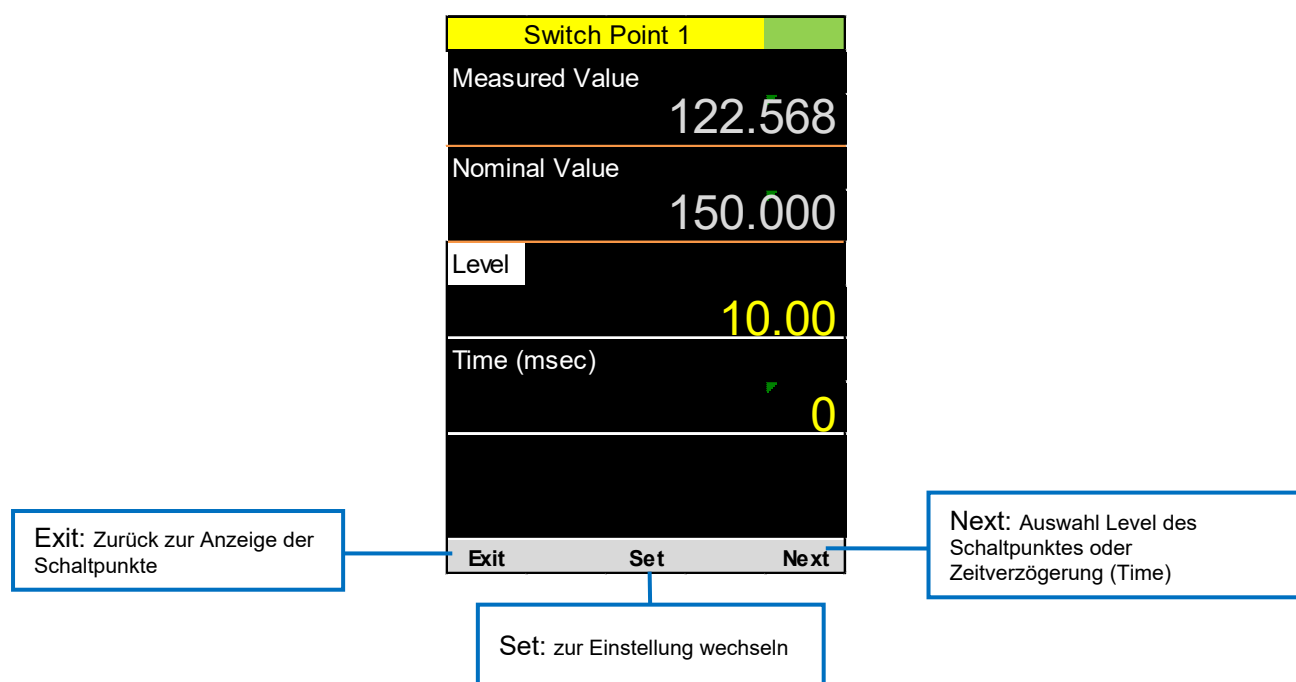 Switch Point 1
Measured Value
122.568
Nominal Value
150.000
Level
10.00
Time (msec)
0
Exit: Zurück zur Anzeige der
Schaltpunkte
Exit Set Next
Next: Auswahl Level des
Schaltpunktes oder
Zeitverzögerung (Time)
Set: zur Einstellung wechseln